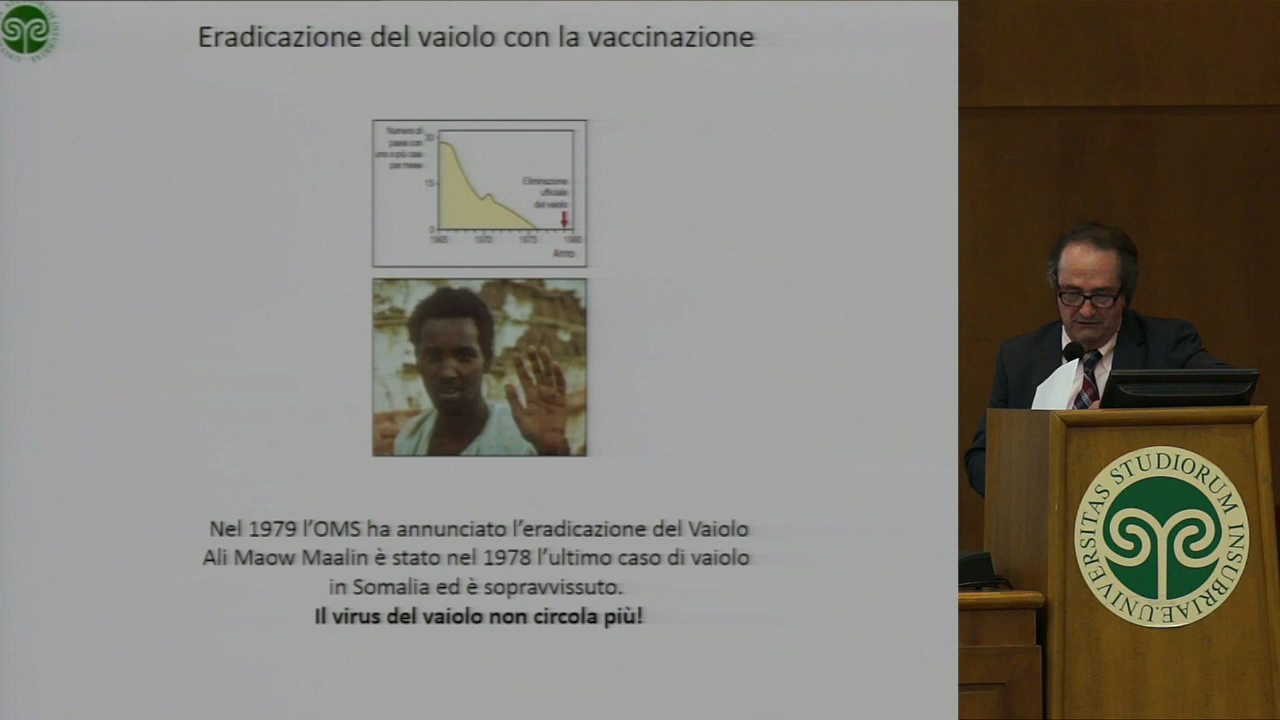 Eradicazione del vaiolo con la vaccinazione
Numero di
paesi con
uno o più casi
per mese
30
15
0
Eliminazione
ufficiale
del vaiolo
1965 1970 1975 1980
Anno
Nel 1979 l'OMS ha annunciato l'eradicazione del Vaiolo
Ali Maow Maalin è stato nel 1978 l'ultimo caso di vaiolo
in Somalia ed è sopravvissuto.
Il virus del vaiolo non circola più!
UNIVERSITAS STUDIORUM INSUBRIAE